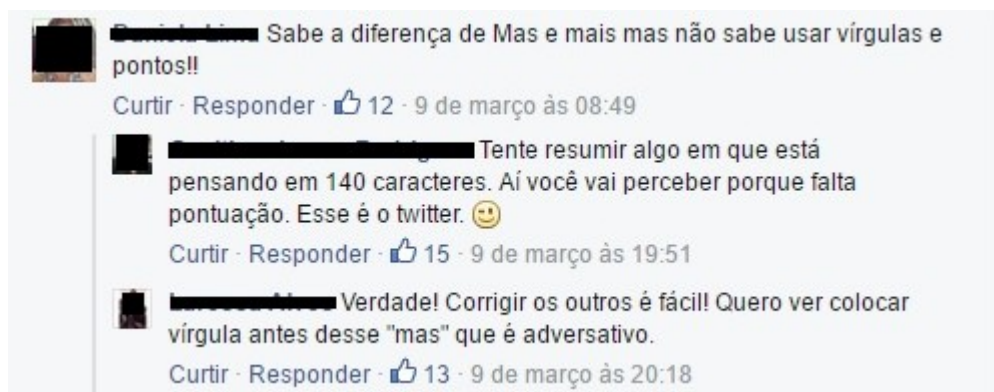 Sabe a diferença de Mas e mais mas não sabe usar vírgulas e
pontos!!
Curtir · Responder · 12 · 9 de março às 08:49
Tente resumir algo em que está
pensando em 140 caracteres. Aí você vai perceber porque falta
pontuação. Esse é o twitter.
Curtir · Responder · 15 · 9 de março às 19:51
Verdade! Corrigir os outros é fácil! Quero ver colocar
vírgula antes desse "mas" que é adversativo.
Curtir · Responder · 13 · 9 de março às 20:18